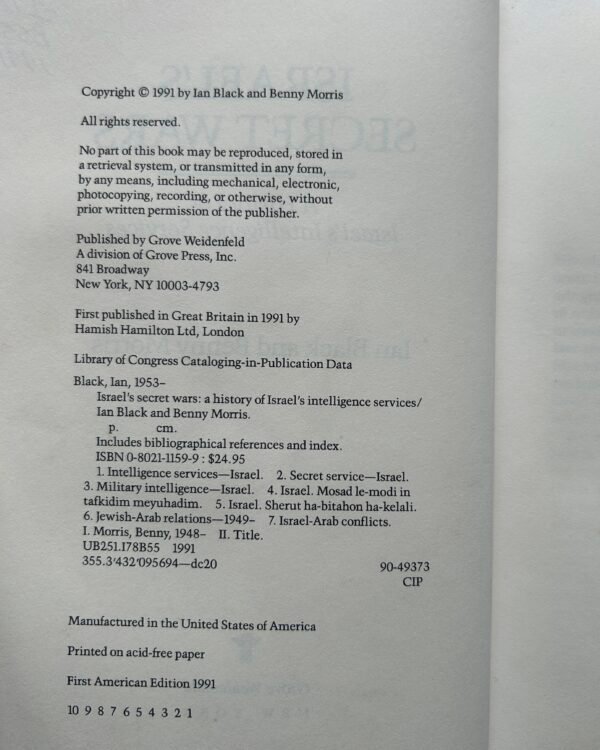 Copyright © 1991 by Ian Black and Benny Morris
All rights reserved.
No part of this book may be reproduced, stored in
a retrieval system, or transmitted in any form,
by any means, including mechanical, electronic,
photocopying, recording, or otherwise, without
prior written permission of the publisher.
Published by Grove Weidenfeld
A division of Grove Press, Inc.
841 Broadway
New York, NY 10003-4793
First published in Great Britain in 1991 by
Hamish Hamilton Ltd, London
Library of Congress Cataloging-in-Publication Data
Black, Ian, 1953–
Israel's secret wars: a history of Israel's intelligence services/
Ian Black and Benny Morris.
p. cm.
Includes bibliographical references and index.
ISBN 0-8021-1159-9 : $24.95
1. Intelligence services—Israel. 2. Secret service—Israel.
3. Military intelligence—Israel. 4. Israel. Mosad le-modi in
tafkidim meyuhadim. 5. Israel. Sherut ha-bitahon ha-kelali.
6. Jewish-Arab relations—1949– 7. Israel-Arab conflicts.
I. Morris, Benny, 1948– II. Title.
UB251.I78B55 1991
355.3'432'095694—dc20 90-49373
CIP
Manufactured in the United States of America
Printed on acid-free paper
First American Edition 1991
10 9 8 7 6 5 4 3 2 1